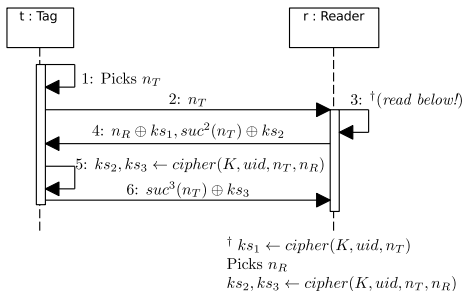 t : Tag
r : Reader
1: Picks n_T
2: n_T
3: †(read below!)
4: n_R ⊕ ks_1, suc^2(n_T) ⊕ ks_2
5: ks_2, ks_3 ← cipher(K, uid, n_T, n_R)
6: suc^3(n_T) ⊕ ks_3
† ks_1 ← cipher(K, uid, n_T)
Picks n_R
ks_2, ks_3 ← cipher(K, uid, n_T, n_R)